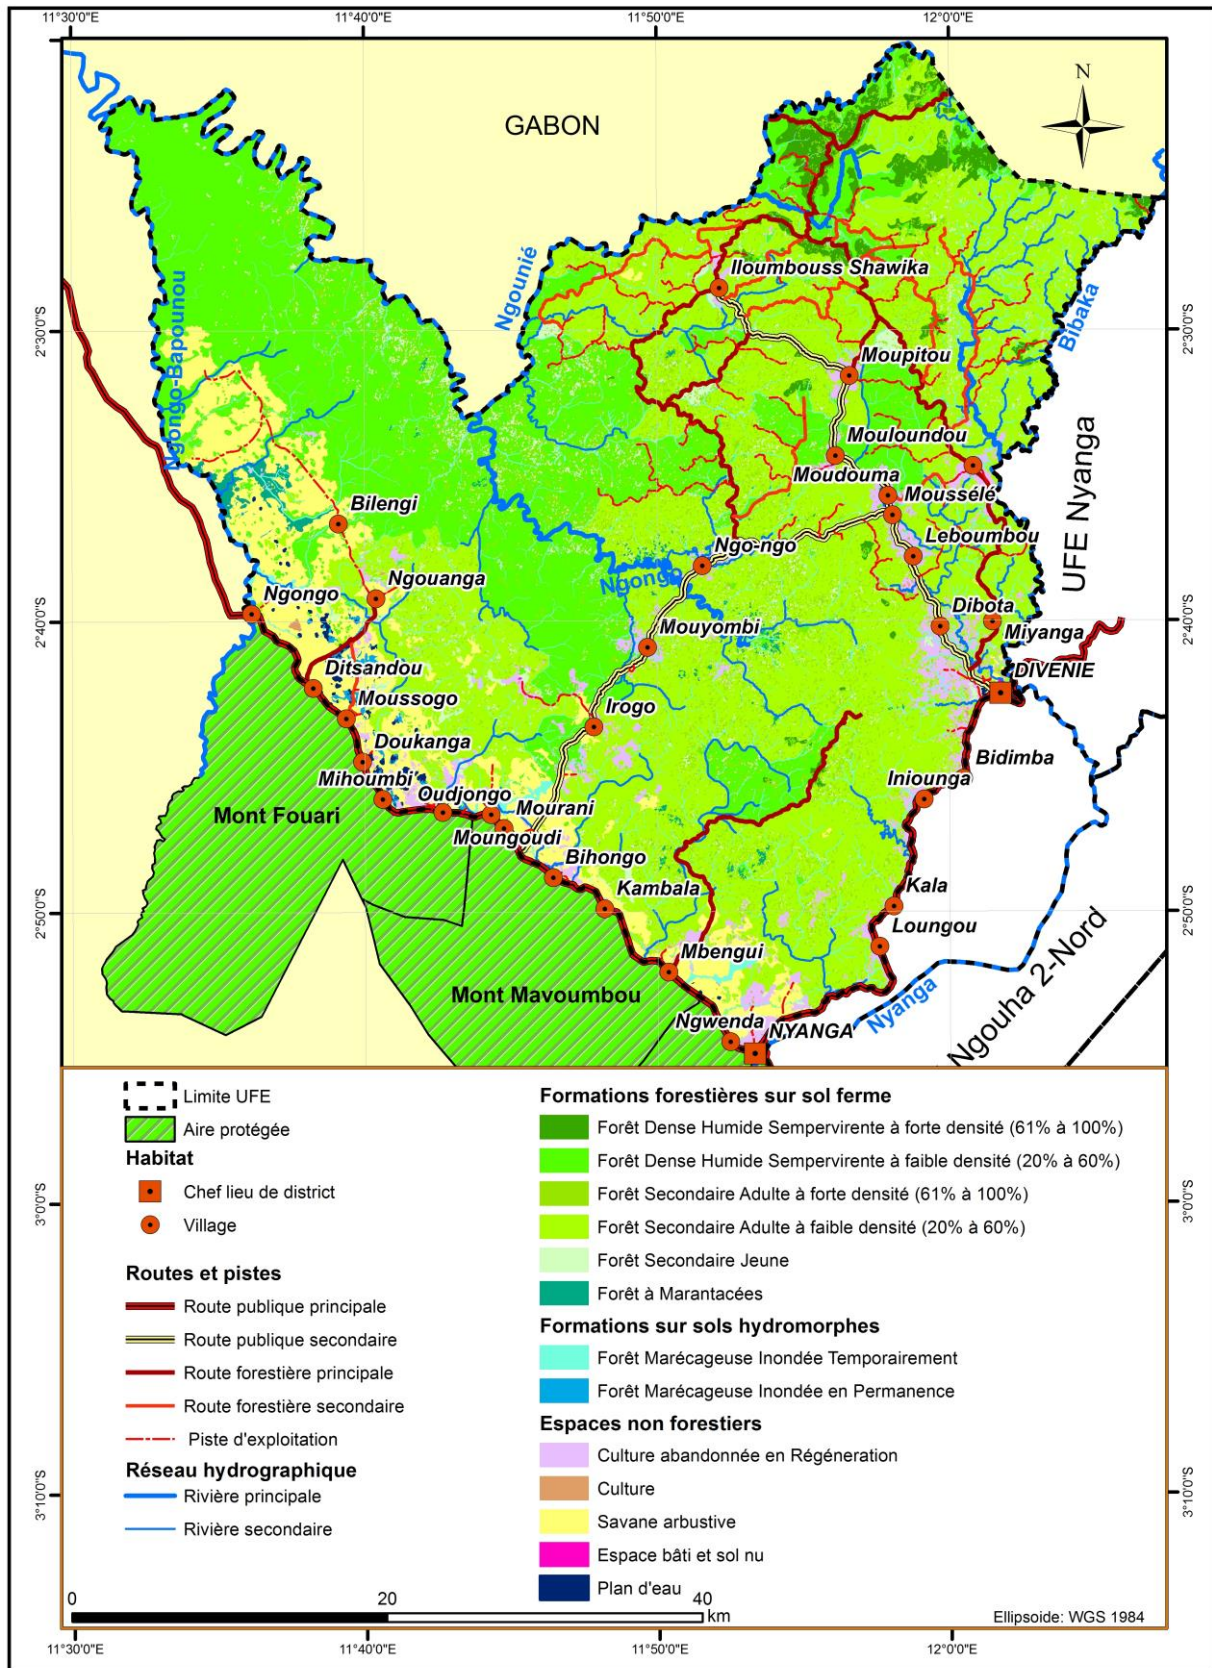 11°30'0"E
11°40'0"E
11°50'0"E
12°0'0"E
N
GABON
Ngounié
Iloumbouss Shawika
Bibaka
2°30'0"S
2°30'0"S
Ngongo-Bapounou
Moupitou
Mouloundou
Moudouma
UFE Nyanga
Bilengi
Moussélé
Leboumbou
Ngo-ngo
Ngongo
Ngouanga
Ngongo
Dibota
2°40'0"S
2°40'0"S
Mouyombi
Miyanga
Ditsandou
DIVENIE
Moussogo
Irogo
Doukanga
Bidimba
Mihoumbi
Oudjongo
Iniounga
Mont Fouari
Mourani
Moungoudi
Bihongo
Kambala
Kala
2°50'0"S
2°50'0"S
Loungou
Mbengui
Mont Mavoumbou
Ngouha 2-Nord
Nyanga
Ngwenda
NYANGA
Limite UFE
Aire protégée
Habitat
Chef lieu de district
Village
Routes et pistes
Route publique principale
Route publique secondaire
Route forestière principale
Route forestière secondaire
Piste d'exploitation
Réseau hydrographique
Rivière principale
Rivière secondaire
Formations forestières sur sol ferme
Forêt Dense Humide Sempervirente à forte densité (61% à 100%)
Forêt Dense Humide Sempervirente à faible densité (20% à 60%)
Forêt Secondaire Adulte à forte densité (61% à 100%)
Forêt Secondaire Adulte à faible densité (20% à 60%)
Forêt Secondaire Jeune
Forêt à Marantacées
Formations sur sols hydromorphes
Forêt Marécageuse Inondée Temporairement
Forêt Marécageuse Inondée en Permanence
Espaces non forestiers
Culture abandonnée en Régéneration
Culture
Savane arbustive
Espace bâti et sol nu
Plan d'eau
3°0'0"S
3°0'0"S
3°10'0"S
3°10'0"S
0
20
40
km
Ellipsoide: WGS 1984
11°30'0"E
11°40'0"E
11°50'0"E
12°0'0"E